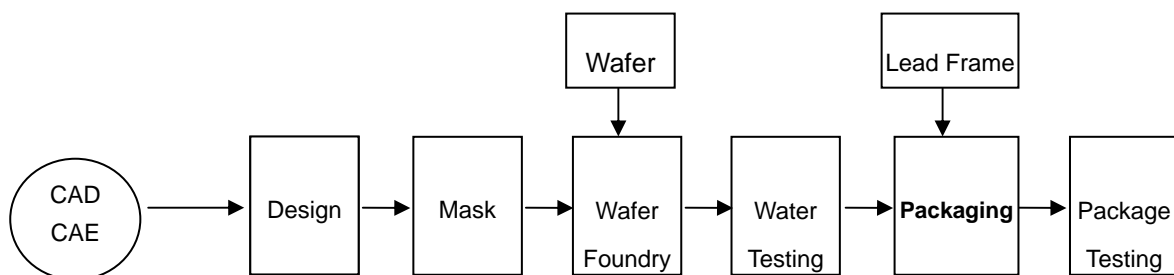 Wafer
Lead Frame
CAD
CAE
Design
Mask
Wafer
Foundry
Water
Testing
Packaging
Package
Testing